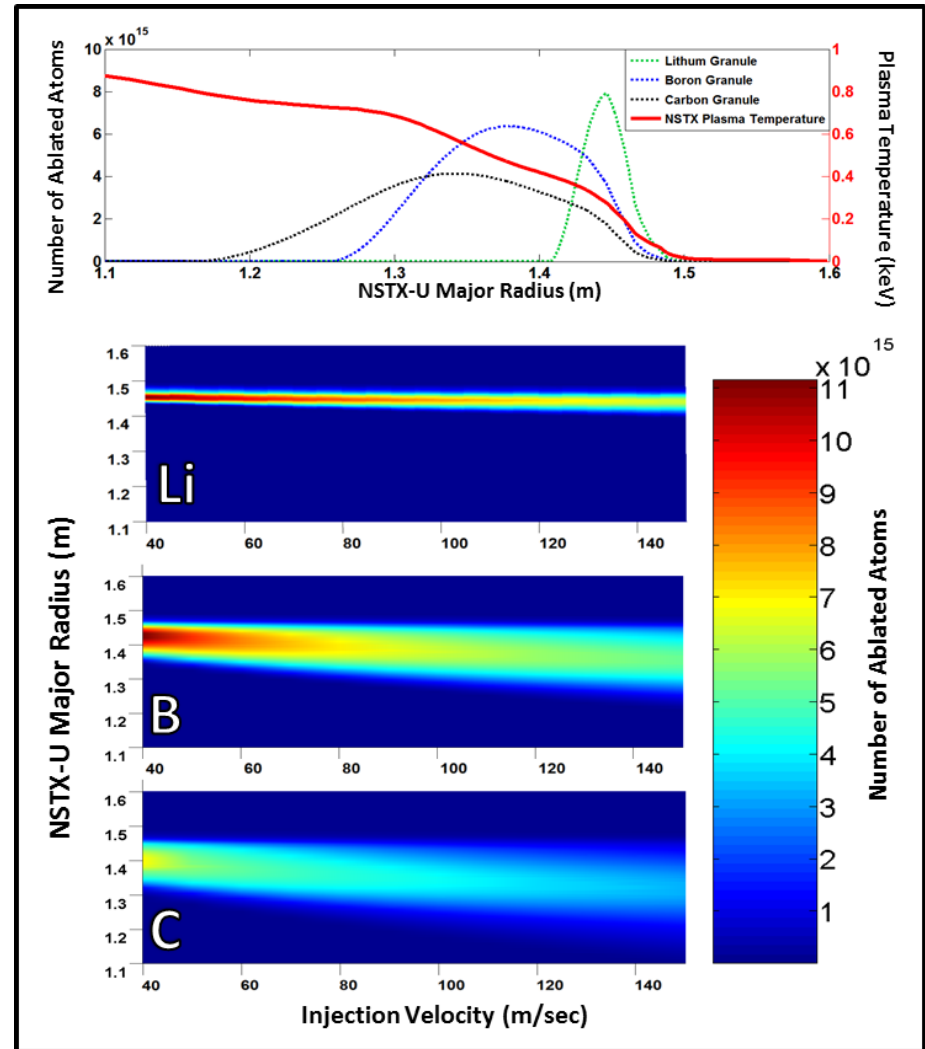 x 10^15
10
8
6
4
2
0
Number of Ablated Atoms
Lithum Granule
Boron Granule
Carbon Granule
NSTX Plasma Temperature
1
0.8
0.6
0.4
0.2
0
Plasma Temperature (keV)
1.1 1.2 1.3 1.4 1.5 1.6
NSTX-U Major Radius (m)
NSTX-U Major Radius (m)
1.6
1.5
1.4
1.3
1.2
1.1
Li
40 60 80 100 120 140
1.6
1.5
1.4
1.3
1.2
1.1
B
40 60 80 100 120 140
1.6
1.5
1.4
1.3
1.2
1.1
C
40 60 80 100 120 140
Injection Velocity (m/sec)
x 10^15
11
10
9
8
7
6
5
4
3
2
1
Number of Ablated Atoms